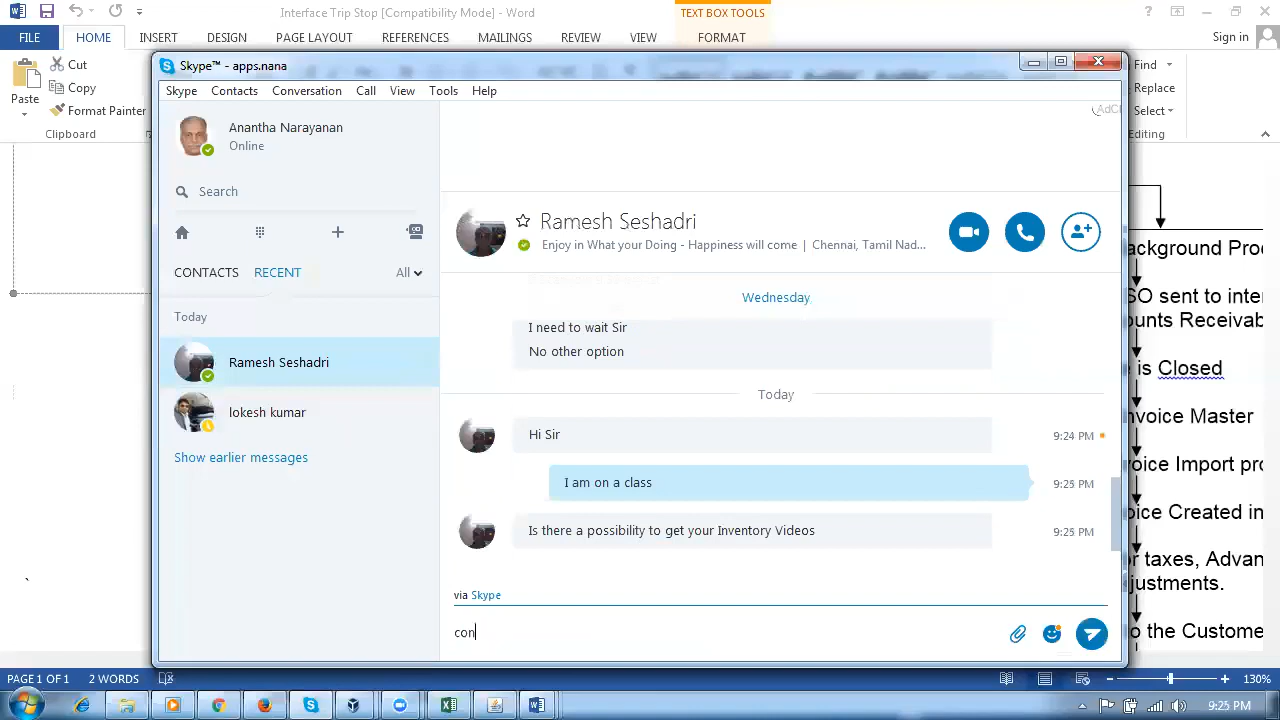 Interface Trip Stop [Compatibility Mode] - Word
TEXT BOX TOOLS
?
FILE
HOME
INSERT
DESIGN
PAGE LAYOUT
REFERENCES
MAILINGS
REVIEW
VIEW
FORMAT
Sign in
Paste
Cut
Copy
Format Painter
Clipboard
Find
Replace
Select
Editing
Skype™ - apps.nana
Skype Contacts Conversation Call View Tools Help
Anantha Narayanan
Online
Search
CONTACTS RECENT All
Today
Ramesh Seshadri
lokesh kumar
Show earlier messages
AdC
Ramesh Seshadri
Enjoy in What your Doing - Happiness will come | Chennai, Tamil Nad...
Wednesday
I need to wait Sir
No other option
Today
Hi Sir
9:24 PM
I am on a class
9:25 PM
Is there a possibility to get your Inventory Videos
9:25 PM
via Skype
con
ackground Pro
SO sent to inter
ounts Receivab
e is Closed
nvoice Master
oice Import pro
oice Created in
or taxes, Advan
djustments.
o the Custome
PAGE 1 OF 1 2 WORDS
130%
9:25 PM